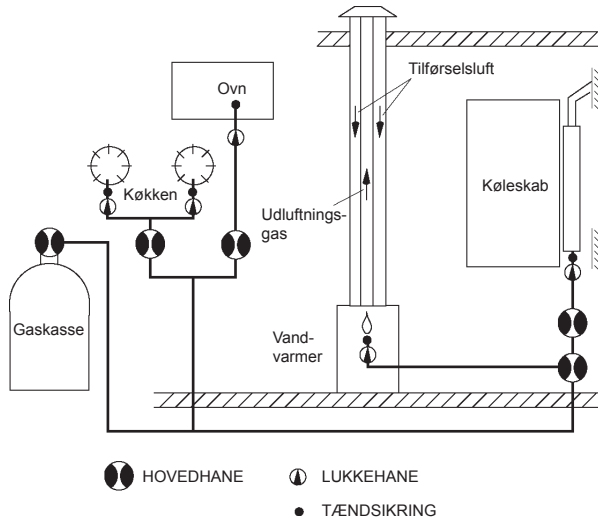 Tilførselsluft
Ovn
Køkken
Køleskab
Udluftnings-
gas
Gaskasse
Vand-
varmer
HOVEDHANE
LUKKEHANE
TÆNDSIKRING